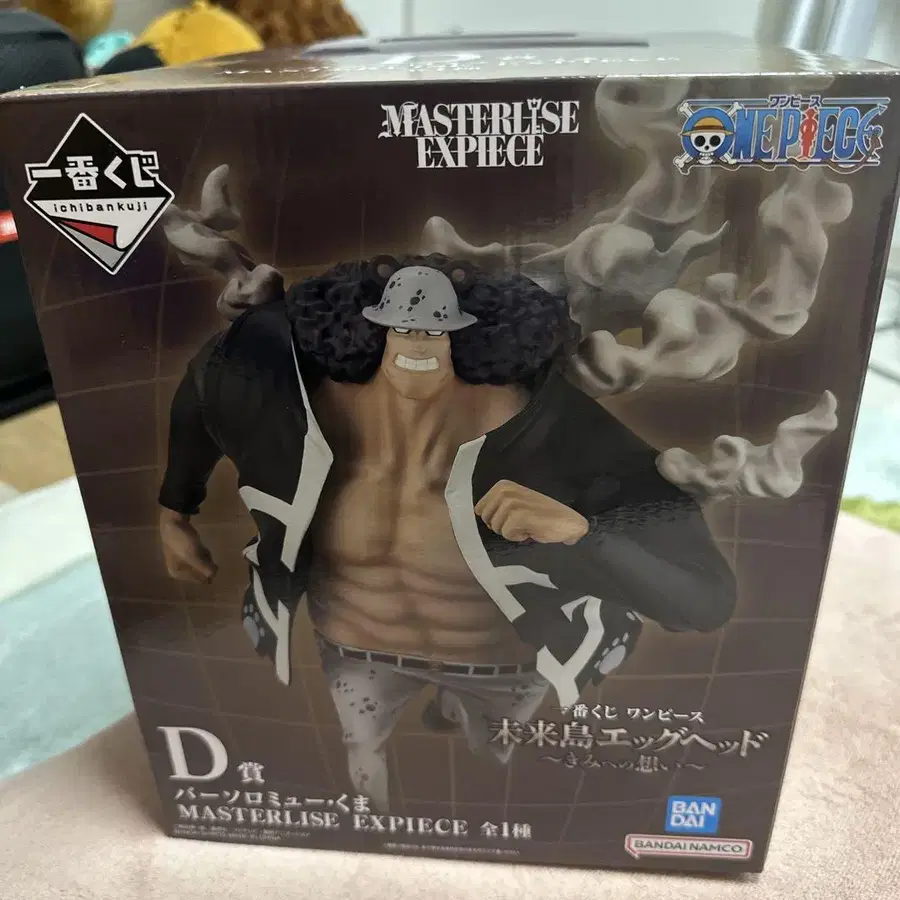 一番くじ
ichibankuji
MASTERLISE
EXPIECE
ワンピース
ONE PIECE
一番くじ ワンピース
未来島エッグヘッド
〜きみへの想い〜
D賞
バーソロミュー・くま
MASTERLISE EXPIECE 全1種
BAN
DAI
BANDAI NAMCO